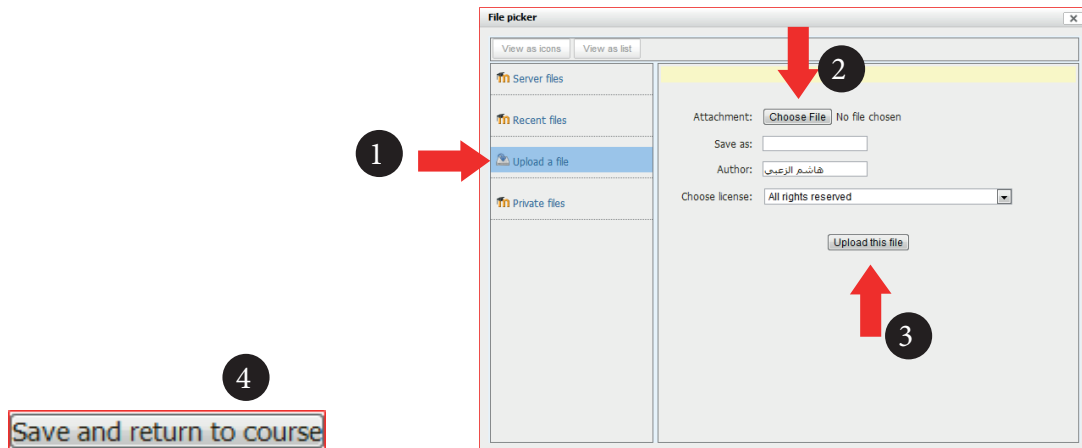 File picker
View as icons View as list
Server files
Recent files
Upload a file
Private files
Attachment: Choose File No file chosen
Save as:
Author: هاشم الزعبي
Choose license: All rights reserved
Upload this file
1
2
3
4
Save and return to course